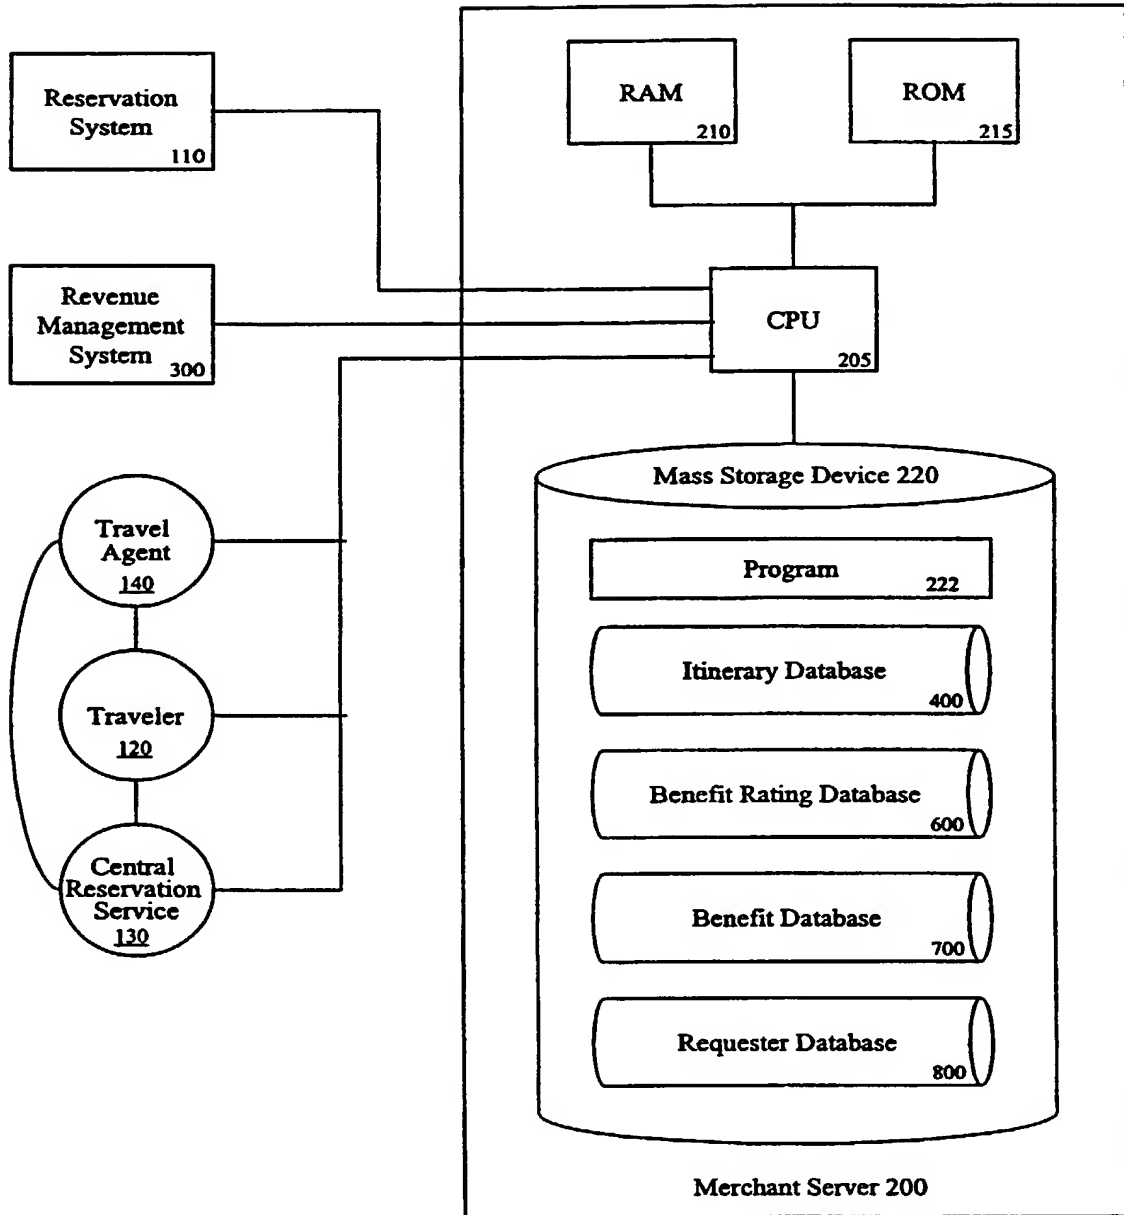 Reservation
System
110
Revenue
Management
System
300
Travel
Agent
140
Traveler
120
Central
Reservation
Service
130
RAM
210
ROM
215
CPU
205
Mass Storage Device 220
Program
222
Itinerary Database
400
Benefit Rating Database
600
Benefit Database
700
Requester Database
800
Merchant Server 200